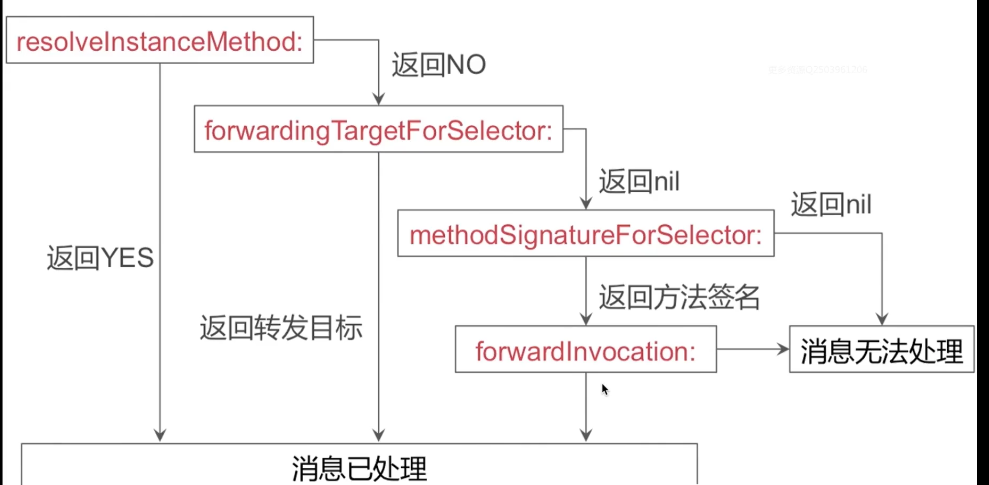 resolveInstanceMethod:
返回NO
forwardingTargetForSelector:
返回nil
返回nil
methodSignatureForSelector:
返回YES
返回方法签名
返回转发目标
forwardInvocation:
消息无法处理
消息已处理